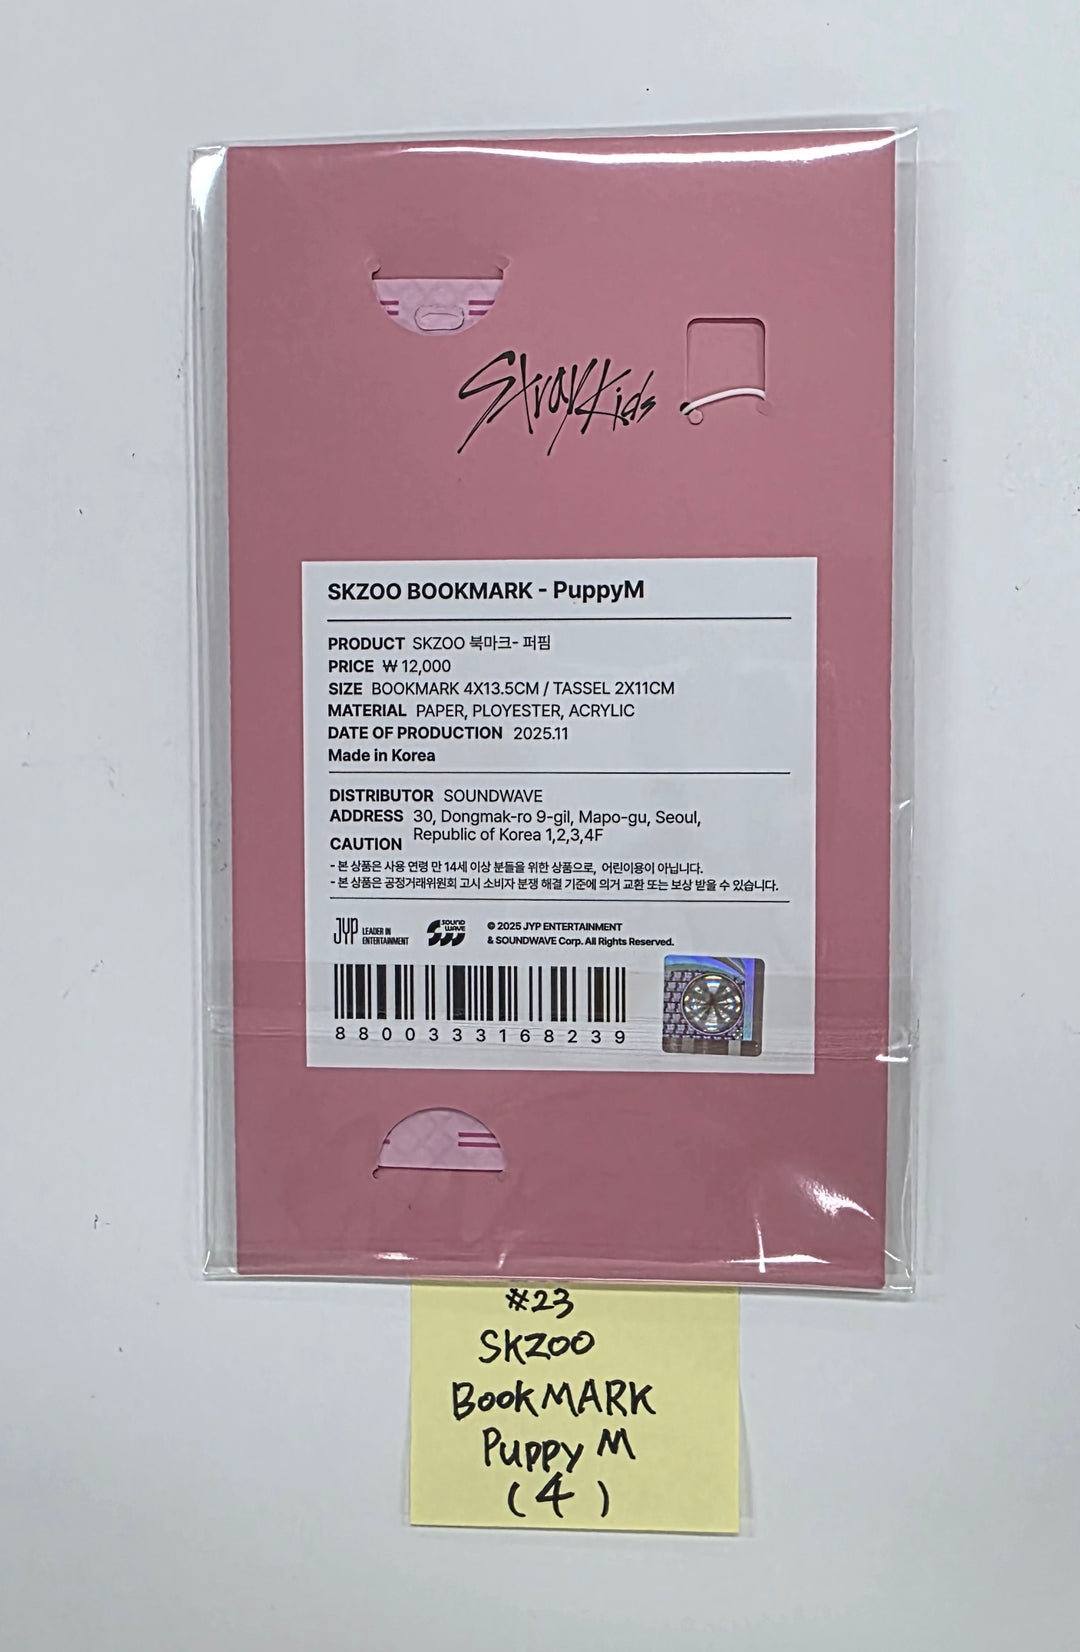 Stray Kids
SKZOO BOOKMARK - PuppyM
PRODUCT SKZOO 북마크- 퍼핌
PRICE ₩ 12,000
SIZE BOOKMARK 4X13.5CM / TASSEL 2X11CM
MATERIAL PAPER, PLOYESTER, ACRYLIC
DATE OF PRODUCTION 2025.11
Made in Korea
DISTRIBUTOR SOUNDWAVE
ADDRESS 30, Dongmak-ro 9-gil, Mapo-gu, Seoul,
Republic of Korea 1,2,3,4F
CAUTION
- 본 상품은 사용 연령 만 14세 이상 분들을 위한 상품으로, 어린이용이 아닙니다.
- 본 상품은 공정거래위원회 고시 소비자 분쟁 해결 기준에 의거 교환 또는 보상 받을 수 있습니다.
JYP LEADER IN ENTERTAINMENT
SOUND WAVE
© 2025 JYP ENTERTAINMENT
& SOUNDWAVE Corp. All Rights Reserved.
8800333168239
#23
SKZOO
BookMARK
Puppy M
(4)